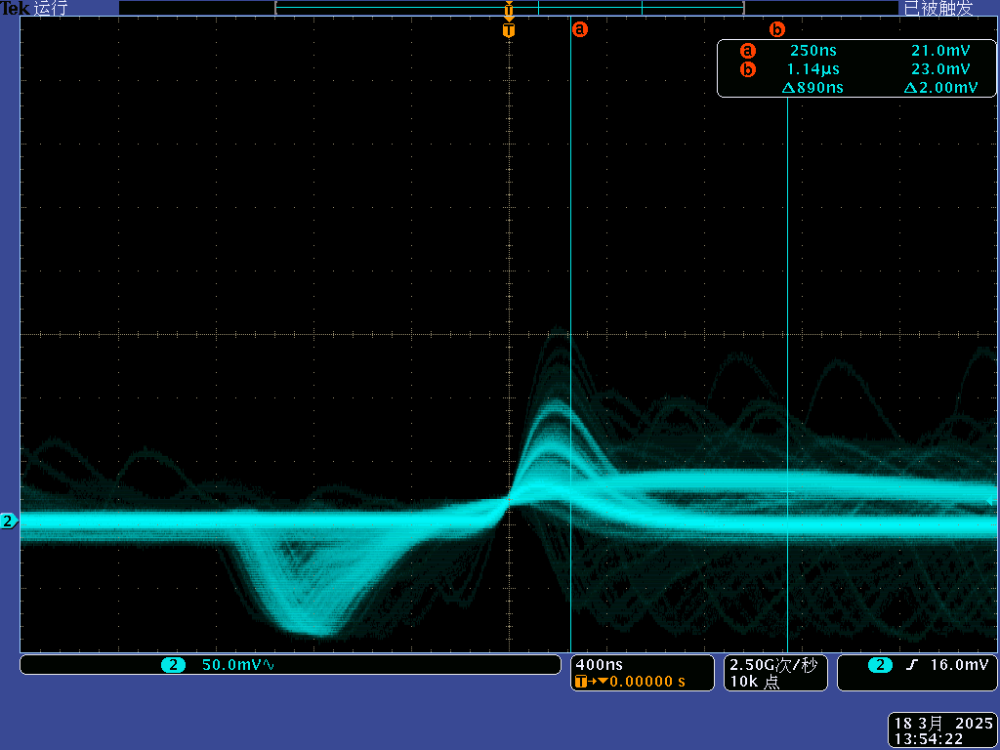 Tek 运行
已被触发
T
T
a
b
a 250ns 21.0mV
b 1.14µs 23.0mV
Δ890ns Δ2.00mV
2
2 50.0mV∿
400ns
T→▼0.00000 s
2.50G次/秒
10k 点
2 ∫ 16.0mV
18 3月 2025
13:54:22